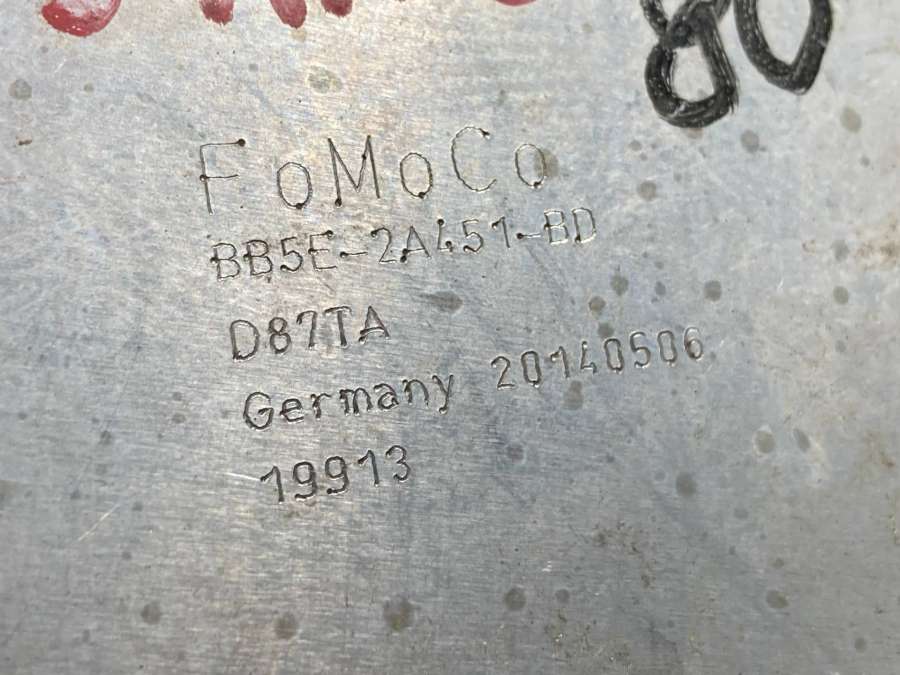 80
FoMoCo
BB5E-2A451-BD
D87TA
Germany 20140506
19913